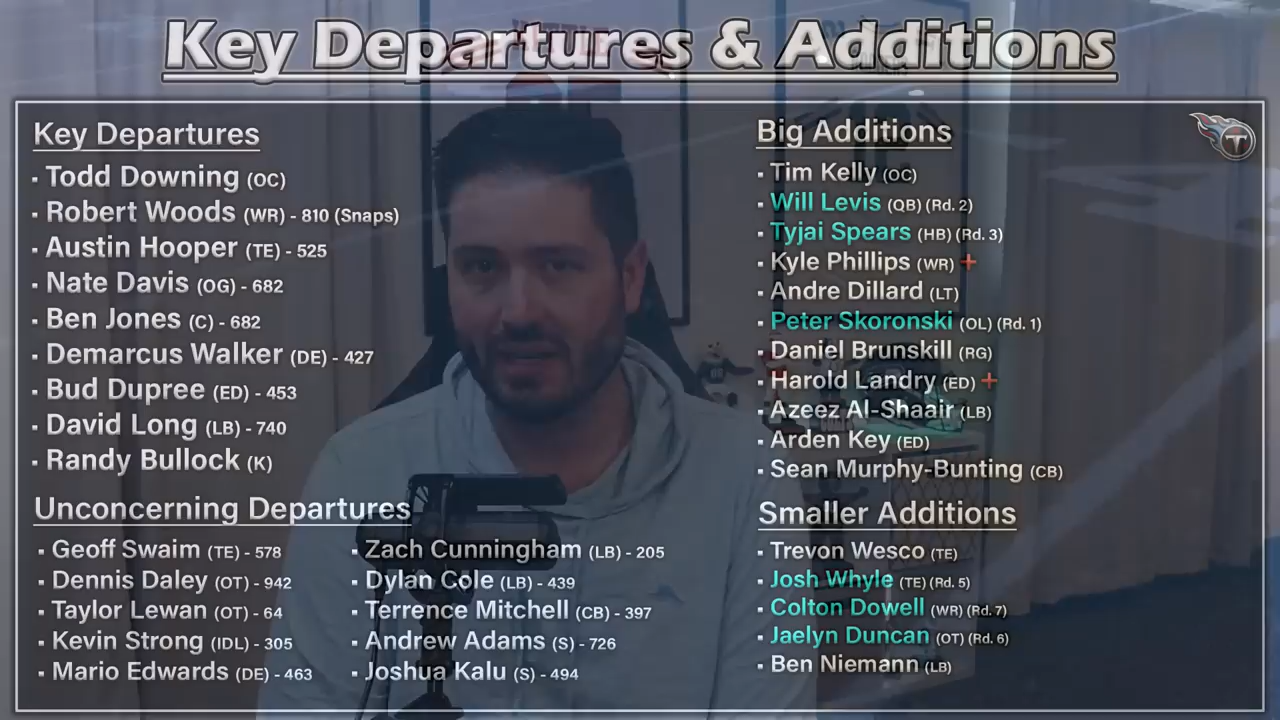 Key Departures & Additions
Key Departures
· Todd Downing (OC)
· Robert Woods (WR) - 810 (Snaps)
· Austin Hooper (TE) - 525
· Nate Davis (OG) - 682
· Ben Jones (C) - 682
· Demarcus Walker (DE) - 427
· Bud Dupree (ED) - 453
· David Long (LB) - 740
· Randy Bullock (K)
Unconcerning Departures
· Geoff Swaim (TE) - 578
· Dennis Daley (OT) - 942
· Taylor Lewan (OT) - 64
· Kevin Strong (IDL) - 305
· Mario Edwards (DE) - 463
· Zach Cunningham (LB) - 205
· Dylan Cole (LB) - 439
· Terrence Mitchell (CB) - 397
· Andrew Adams (S) - 726
· Joshua Kalu (S) - 494
Big Additions
· Tim Kelly (OC)
· Will Levis (QB) (Rd. 2)
· Tyjai Spears (HB) (Rd. 3)
· Kyle Phillips (WR) +
· Andre Dillard (LT)
· Peter Skoronski (OL) (Rd. 1)
· Daniel Brunskill (RG)
· Harold Landry (ED) +
· Azeez Al-Shaair (LB)
· Arden Key (ED)
· Sean Murphy-Bunting (CB)
Smaller Additions
· Trevon Wesco (TE)
· Josh Whyle (TE) (Rd. 5)
· Colton Dowell (WR) (Rd. 7)
· Jaelyn Duncan (OT) (Rd. 6)
· Ben Niemann (LB)